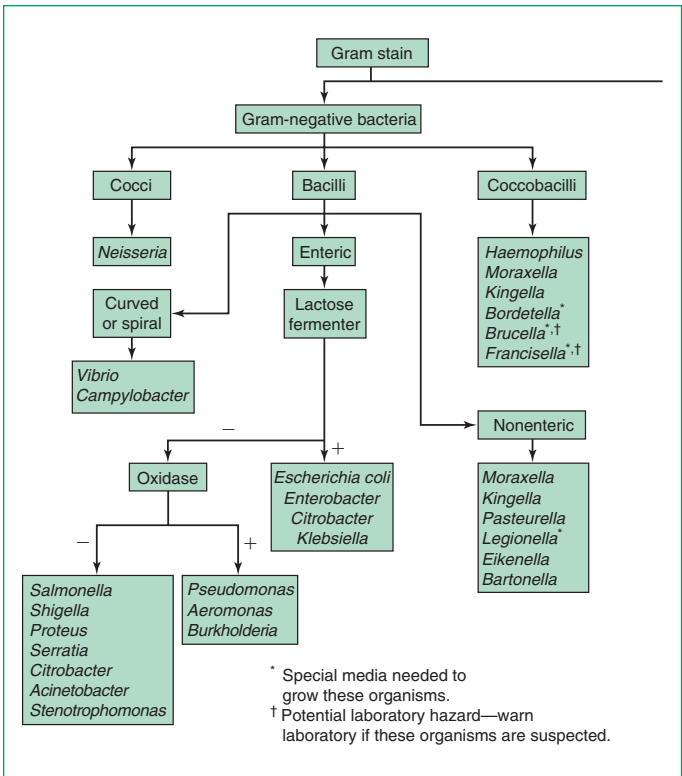 Gram stain
Gram-negative bacteria
Cocci
Bacilli
Coccobacilli
Neisseria
Enteric
Haemophilus
Moraxella
Kingella
Bordetella*
Brucella*,†
Francisella*,†
Curved
or spiral
Lactose
fermenter
Vibrio
Campylobacter
Nonenteric
−
+
Oxidase
Escherichia coli
Enterobacter
Citrobacter
Klebsiella
Moraxella
Kingella
Pasteurella
Legionella*
Eikenella
Bartonella
−
+
Salmonella
Shigella
Proteus
Serratia
Citrobacter
Acinetobacter
Stenotrophomonas
Pseudomonas
Aeromonas
Burkholderia
* Special media needed to
grow these organisms.
† Potential laboratory hazard—warn
laboratory if these organisms are suspected.